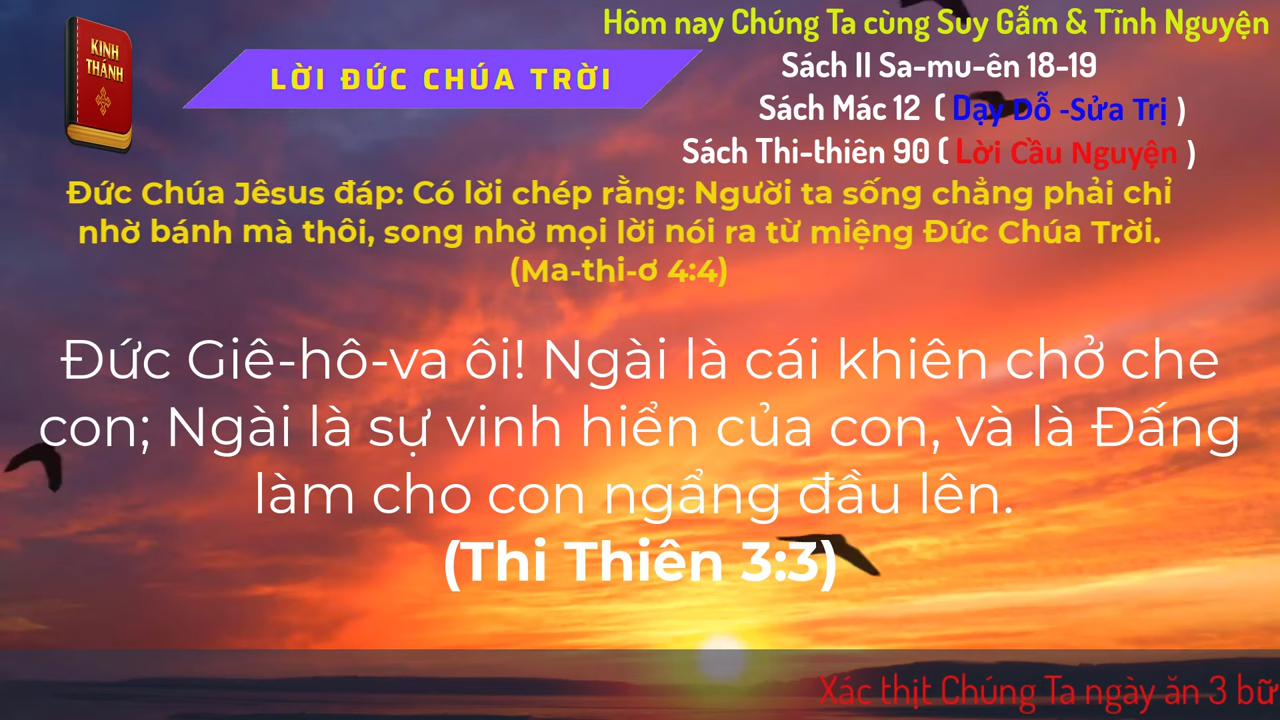 KINH
THÁNH
LỜI ĐỨC CHÚA TRỜI
Hôm nay Chúng Ta cùng Suy Gẫm & Tĩnh Nguyện
Sách II Sa-mu-ên 18-19
Sách Mác 12 ( Dạy Dỗ -Sửa Trị )
Sách Thi-thiên 90 ( Lời Cầu Nguyện )
Đức Chúa Jêsus đáp: Có lời chép rằng: Người ta sống chẳng phải chỉ
nhờ bánh mà thôi, song nhờ mọi lời nói ra từ miệng Đức Chúa Trời.
(Ma-thi-ơ 4:4)
Đức Giê-hô-va ôi! Ngài là cái khiên chở che
con; Ngài là sự vinh hiển của con, và là Đấng
làm cho con ngẩng đầu lên.
(Thi Thiên 3:3)
Xác thịt Chúng Ta ngày ăn 3 bữ